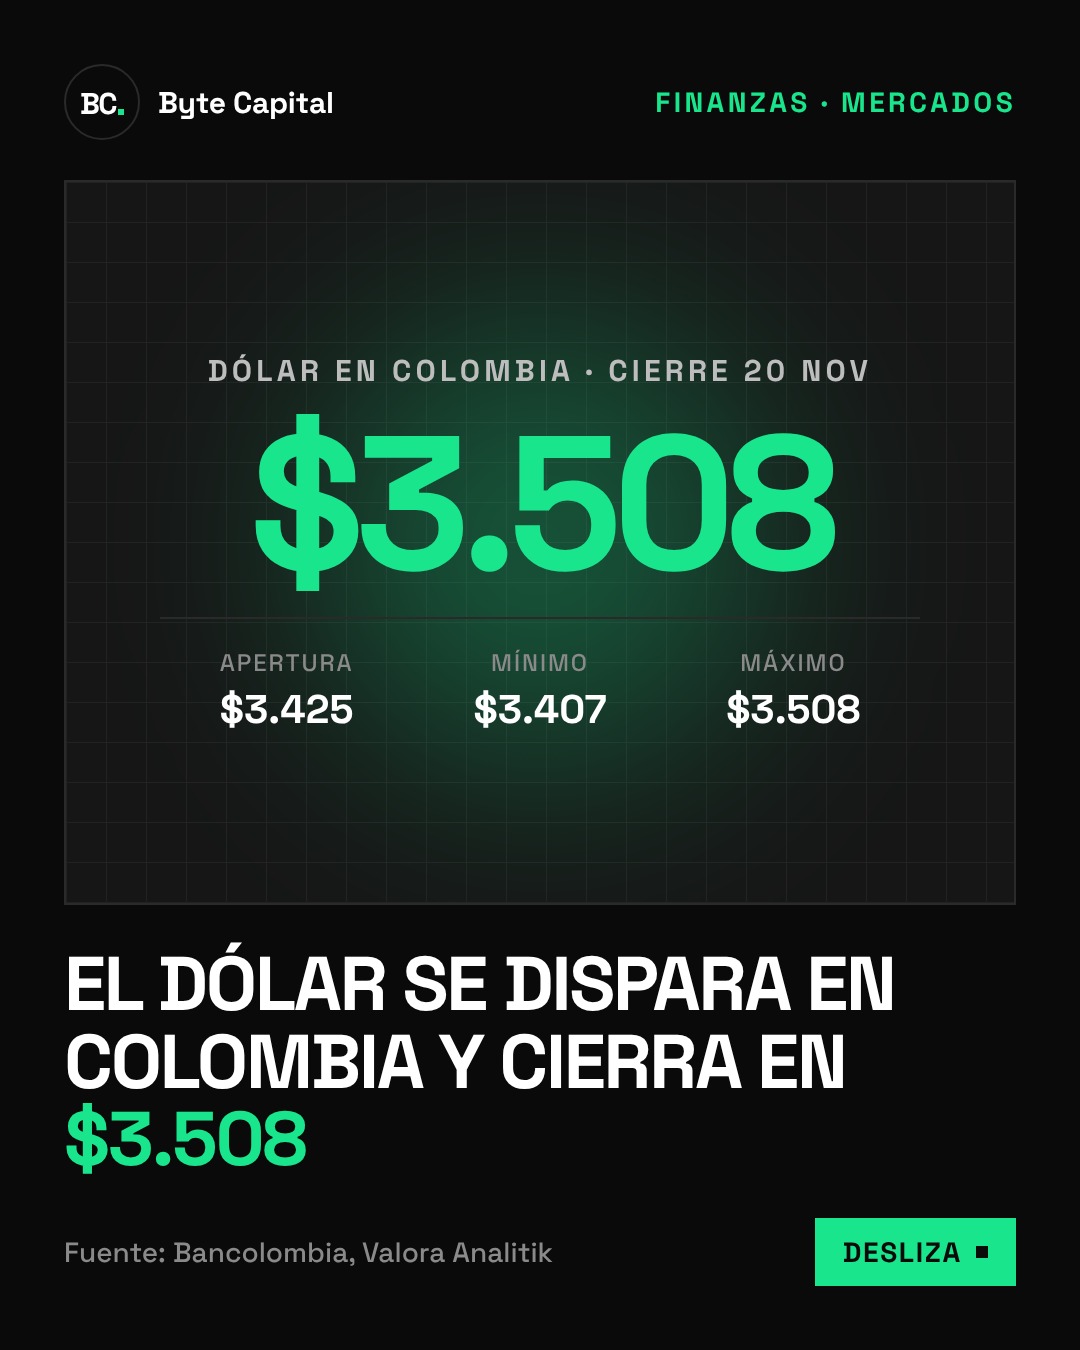 BC.
Byte Capital
FINANZAS · MERCADOS
DÓLAR EN COLOMBIA · CIERRE 20 NOV
$3.508
APERTURA MÍNIMO MÁXIMO
$3.425 $3.407 $3.508
EL DÓLAR SE DISPARA EN
COLOMBIA Y CIERRA EN
$3.508
Fuente: Bancolombia, Valora Analitik
DESLIZA